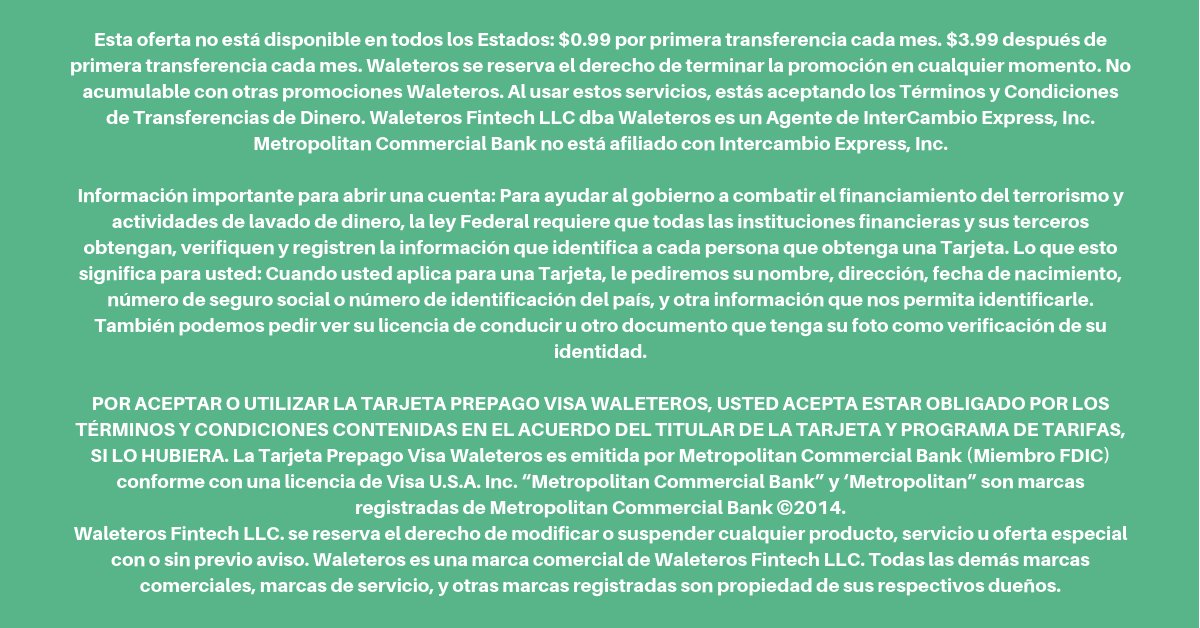 Esta oferta no está disponible en todos los Estados: $0.99 por primera transferencia cada mes. $3.99 después de
primera transferencia cada mes. Waleteros se reserva el derecho de terminar la promoción en cualquier momento. No
acumulable con otras promociones Waleteros. Al usar estos servicios, estás aceptando los Términos y Condiciones
de Transferencias de Dinero. Waleteros Fintech LLC dba Waleteros es un Agente de InterCambio Express, Inc.
Metropolitan Commercial Bank no está afiliado con Intercambio Express, Inc.
Información importante para abrir una cuenta: Para ayudar al gobierno a combatir el financiamiento del terrorismo y
actividades de lavado de dinero, la ley Federal requiere que todas las instituciones financieras y sus terceros
obtengan, verifiquen y registren la información que identifica a cada persona que obtenga una Tarjeta. Lo que esto
significa para usted: Cuando usted aplica para una Tarjeta, le pediremos su nombre, dirección, fecha de nacimiento,
número de seguro social o número de identificación del país, y otra información que nos permita identificarle.
También podemos pedir ver su licencia de conducir u otro documento que tenga su foto como verificación de su
identidad.
POR ACEPTAR O UTILIZAR LA TARJETA PREPAGO VISA WALETEROS, USTED ACEPTA ESTAR OBLIGADO POR LOS
TÉRMINOS Y CONDICIONES CONTENIDAS EN EL ACUERDO DEL TITULAR DE LA TARJETA Y PROGRAMA DE TARIFAS,
SI LO HUBIERA. La Tarjeta Prepago Visa Waleteros es emitida por Metropolitan Commercial Bank (Miembro FDIC)
conforme con una licencia de Visa U.S.A. Inc. “Metropolitan Commercial Bank” y ‘Metropolitan” son marcas
registradas de Metropolitan Commercial Bank ©2014.
Waleteros Fintech LLC. se reserva el derecho de modificar o suspender cualquier producto, servicio u oferta especial
con o sin previo aviso. Waleteros es una marca comercial de Waleteros Fintech LLC. Todas las demás marcas
comerciales, marcas de servicio, y otras marcas registradas son propiedad de sus respectivos dueños.